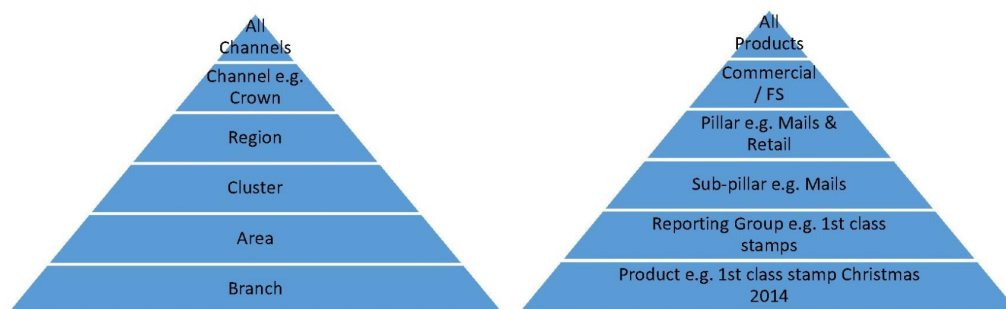 All
Channels
Channel e.g.
Crown
Region
Cluster
Area
Branch
All
Products
Commercial
/ FS
Pillar e.g. Mails &
Retail
Sub-pillar e.g. Mails
Reporting Group e.g. 1st class
stamps
Product e.g. 1st class stamp Christmas
2014